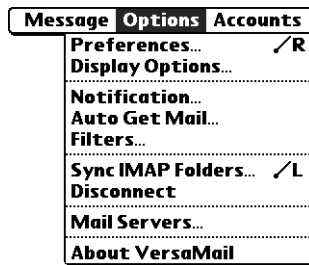 Message Options Accounts
Preferences... ⁄R
Display Options...
Notification...
Auto Get Mail...
Filters...
Sync IMAP Folders... ⁄L
Disconnect
Mail Servers...
About VersaMail